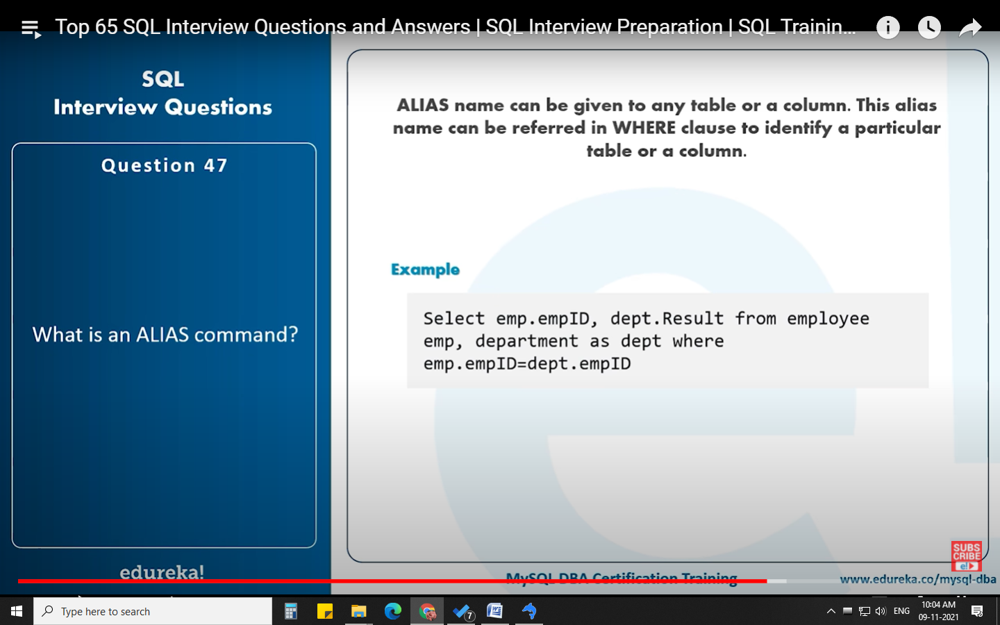 Top 65 SQL Interview Questions and Answers | SQL Interview Preparation | SQL Trainin...
SQL
Interview Questions
Question 47
What is an ALIAS command?
edureka!
ALIAS name can be given to any table or a column. This alias
name can be referred in WHERE clause to identify a particular
table or a column.
Example
Select emp.empID, dept.Result from employee
emp, department as dept where
emp.empID=dept.empID
SUBS
CRIBE
e!
MySQL DBA Certification Training
www.edureka.co/mysql-dba
Type here to search
7
ENG
10:04 AM
09-11-2021